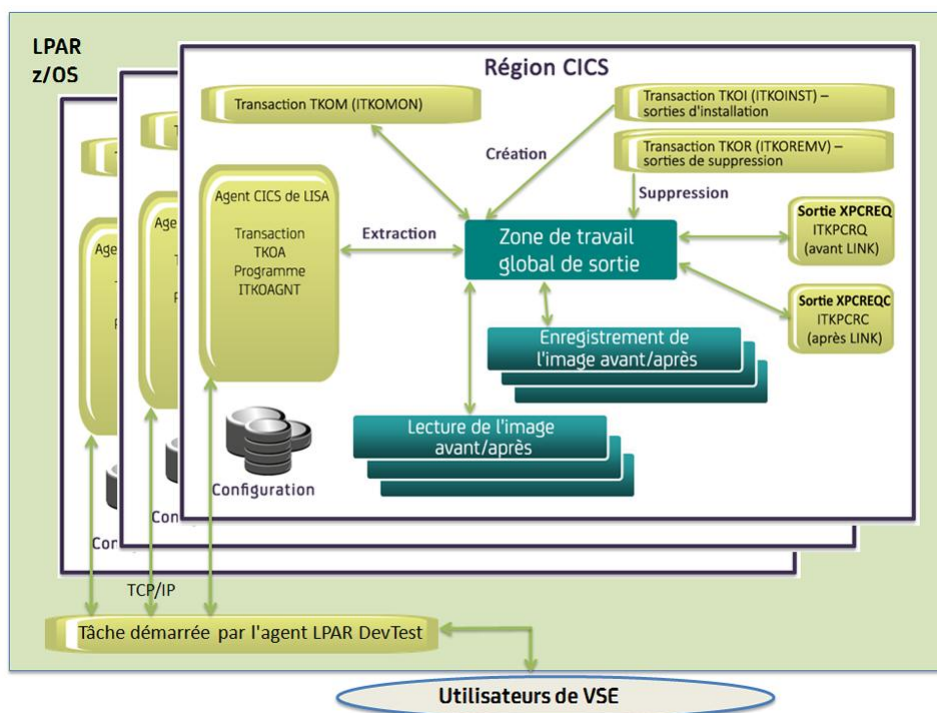 LPAR
z/OS
Région CICS
Transaction TKOM (ITKOMON)
Transaction TKOI (ITKOINST) –
sorties d'installation
Création
Transaction TKOR (ITKOREMV) –
sorties de suppression
Suppression
Agent CICS de LISA
Transaction
TKOA
Programme
ITKOAGNT
Extraction
Zone de travail
global de sortie
Sortie XPCREQ
ITKPCRQ
(avant LINK)
Sortie XPCREQC
ITKPCRC
(après LINK)
Enregistrement de
l'image avant/après
Lecture de l'image
avant/après
Configuration
TCP/IP
Tâche démarrée par l'agent LPAR DevTest
Utilisateurs de VSE